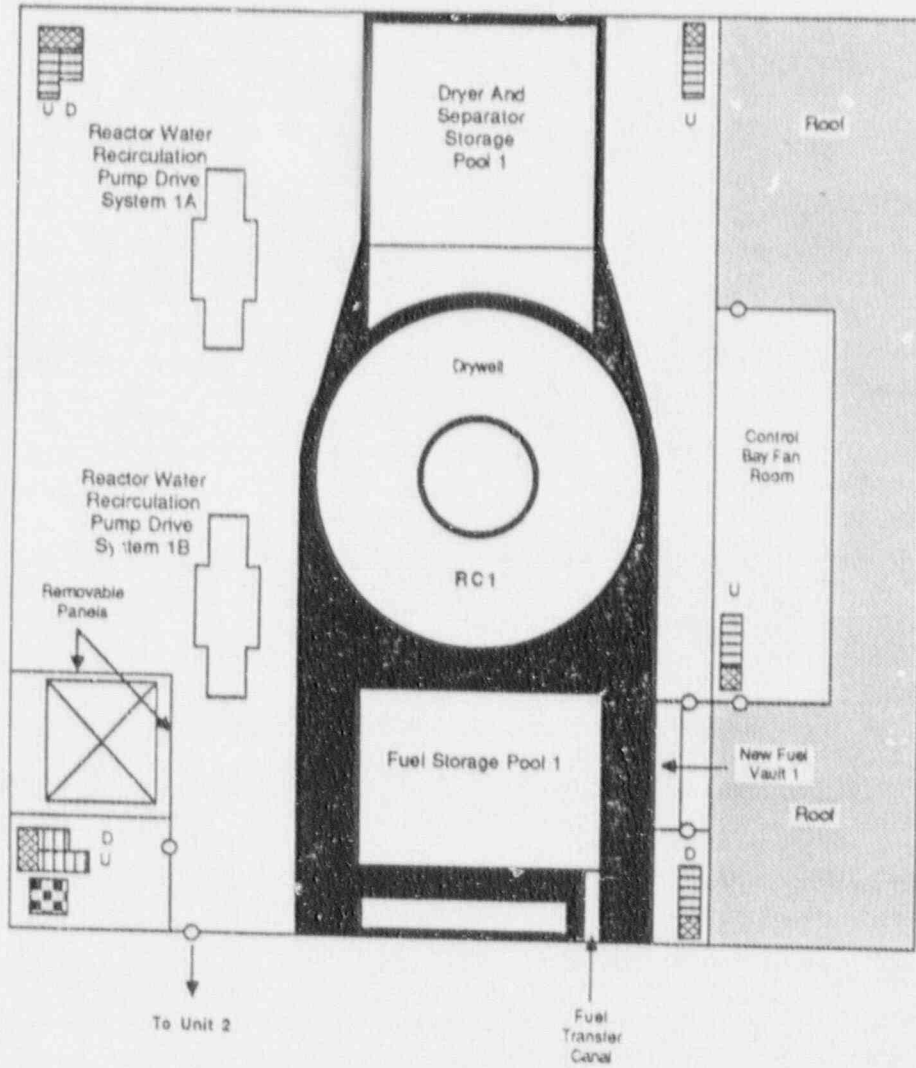 U D
Reactor Water
Recirculation
Pump Drive
System 1A
Dryer And
Separator
Storage
Pool 1
U
Roof
Drywell
Control
Bay Fan
Room
Reactor Water
Recirculation
Pump Drive
System 1B
RC1
U
Removable
Panels
Fuel Storage Pool 1
New Fuel
Vault 1
Roof
D
U
D
To Unit 2
Fuel
Transfer
Canal